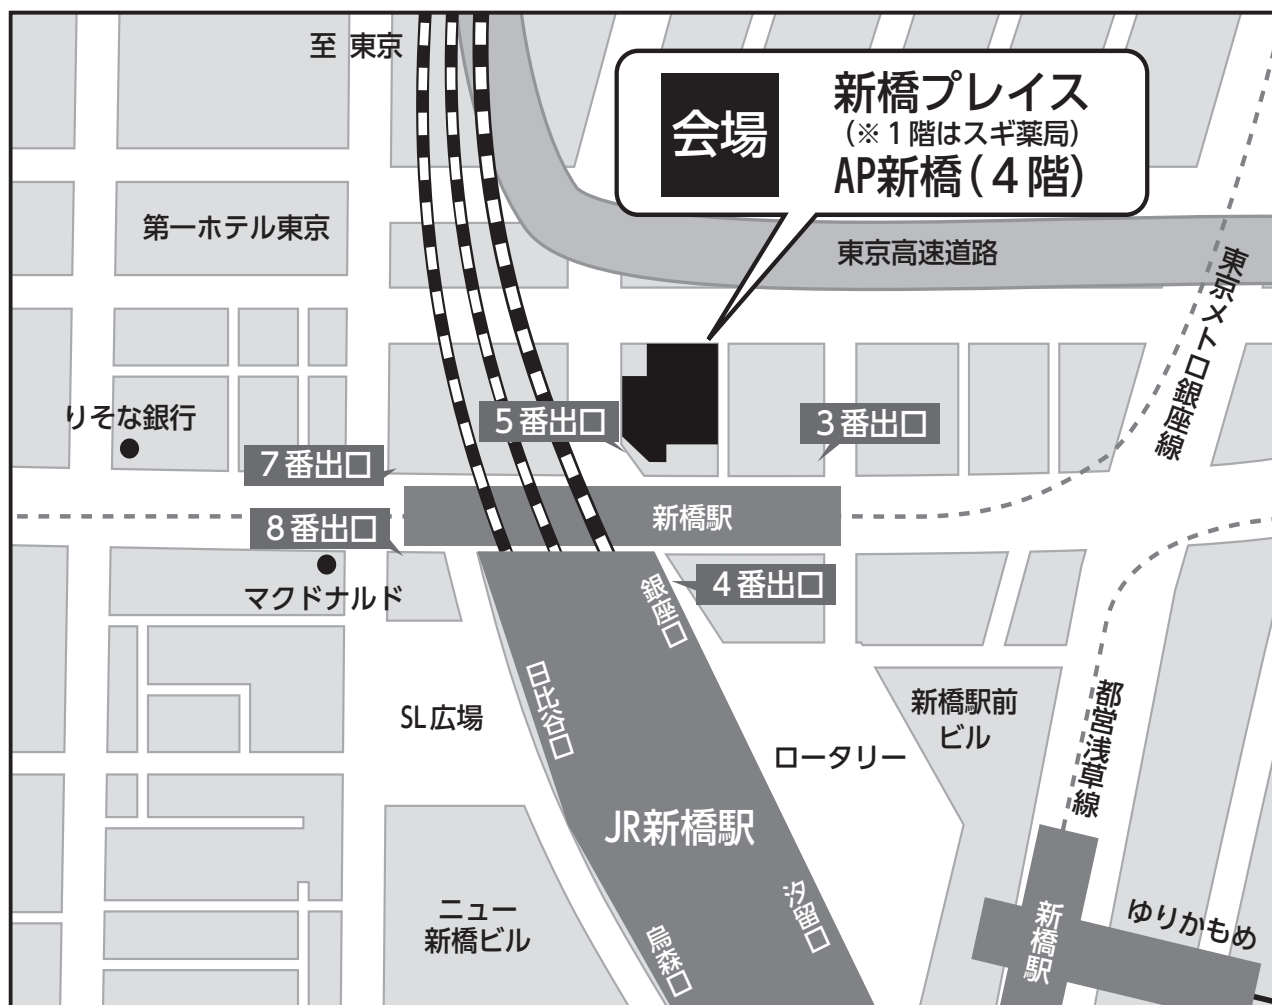 至 東京
会場
新橋プレイス
(※1階はスギ薬局)
AP新橋(4階)
第一ホテル東京
東京高速道路
東京メトロ銀座線
りそな銀行
5番出口
3番出口
7番出口
8番出口
新橋駅
マクドナルド
4番出口
銀座口
日比谷口
SL広場
新橋駅前
ビル
都営浅草線
ロータリー
JR新橋駅
汐留口
ニュー
新橋ビル
烏森口
新橋駅
ゆりかもめ